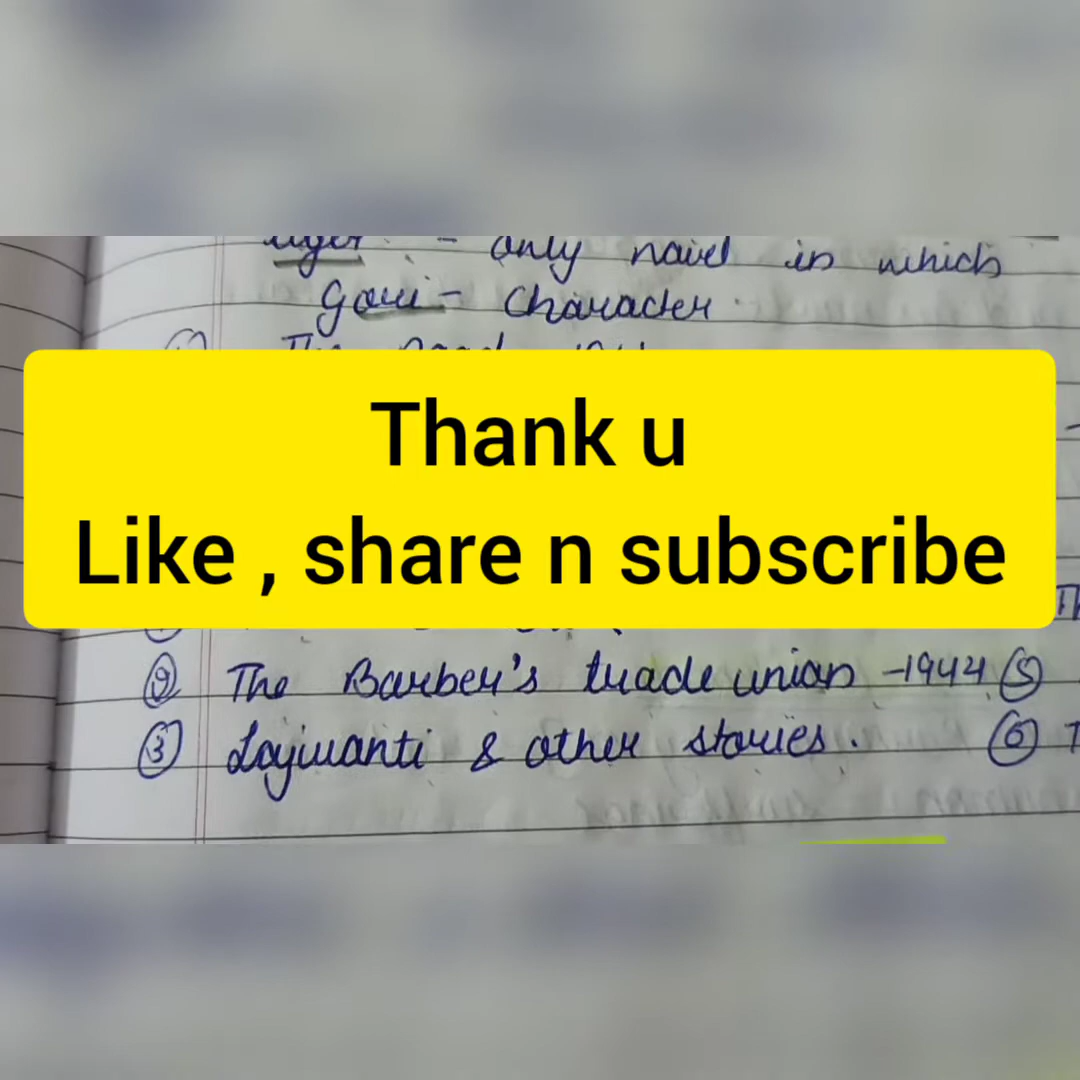 - only novel in which
Gauri - Character
Thank u
Like , share n subscribe
② The Barber's trade union - 1944 ⑤
③ Lajwanti & other stories . ⑥